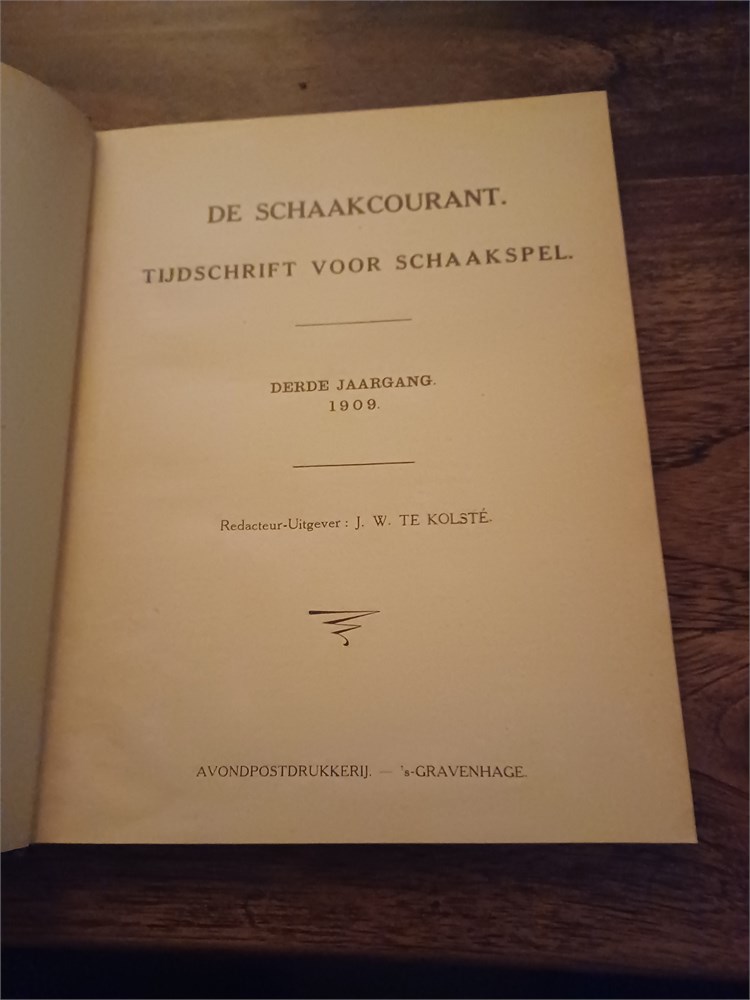 DE SCHAAKCOURANT.
TIJDSCHRIFT VOOR SCHAAKSPEL.
DERDE JAARGANG.
1909.
Redacteur-Uitgever : J. W. TE KOLSTÉ.
AVONDPOSTDRUKKERIJ. — 's-GRAVENHAGE.